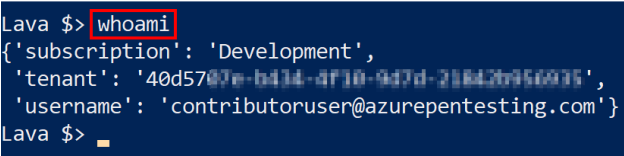 Lava $> whoami
{'subscription': 'Development',
'tenant': '40d57
',
'username': 'contributoruser@azurepentesting.com'}
Lava $>